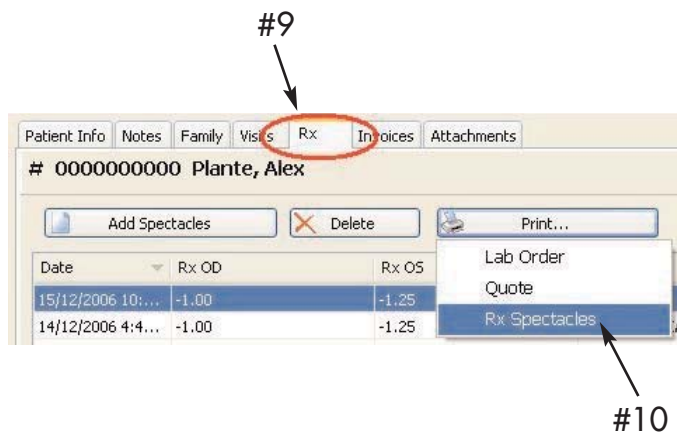 #9
Patient Info Notes Family Visits Rx Invoices Attachments
# 0000000000 Plante, Alex
Add Spectacles Delete Print...
Date Rx OD Rx OS
Lab Order
Quote
15/12/2006 10:... -1.00 -1.25
Rx Spectacles
14/12/2006 4:4... -1.00 -1.25
#10